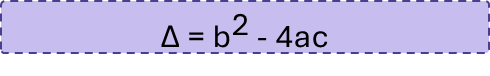 Δ = b² - 4ac